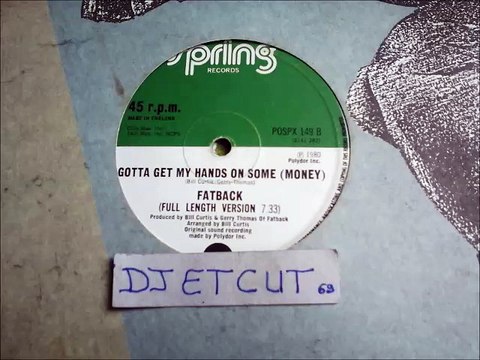 Spring
RECORDS
45 r.p.m.
MADE IN ENGLAND
POSPX 149 B
℗ 1980
Polydor Inc.
GOTTA GET MY HANDS ON SOME (MONEY)
(Bill Curtis/Gerry Thomas)
FATBACK
(FULL LENGTH VERSION 7.33)
Produced by Bill Curtis & Gerry Thomas Of Fatback
Arranged by Bill Curtis
Original sound recording
made by Polydor Inc.
DJ ETCUT 69